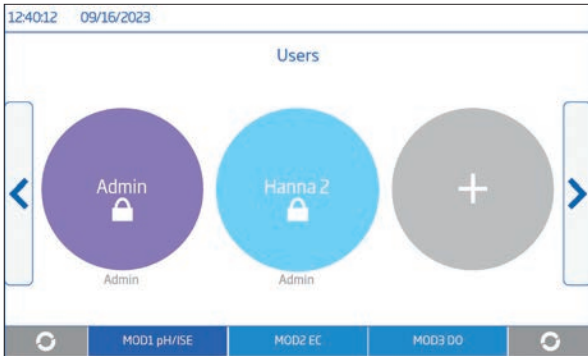 12:40:12 09/16/2023
Users
Admin Hanna 2
Admin Admin
MOD1 pH/ISE MOD2 EC MOD3 DO